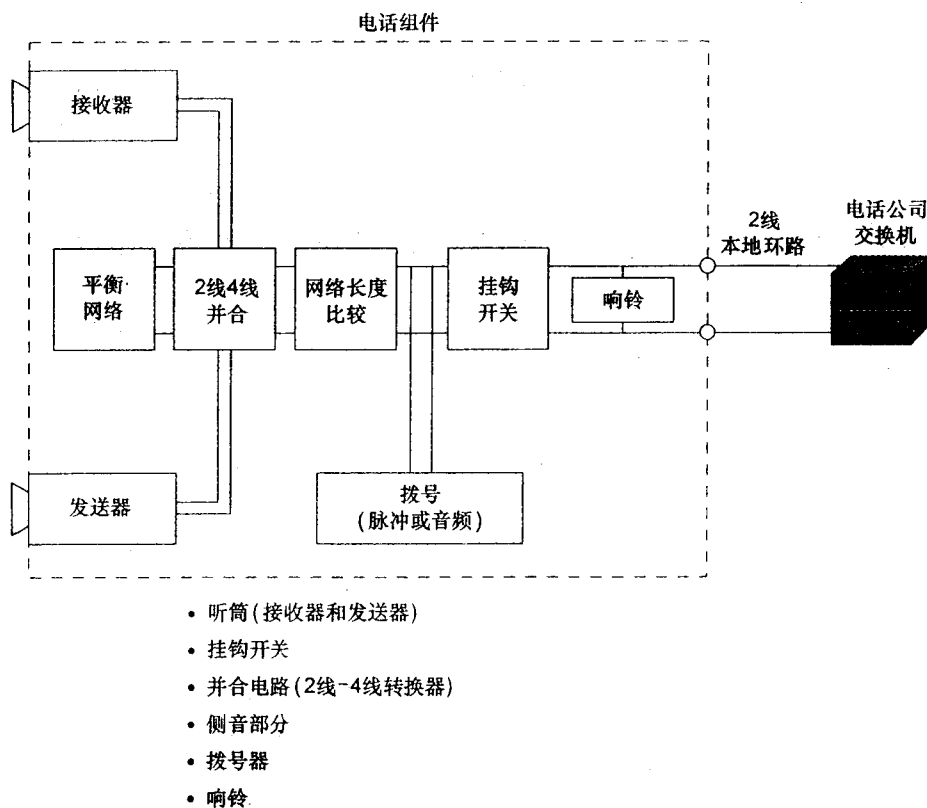 电话组件
接收器
2线
本地环路
电话公司
交换机
平衡
网络
2线4线
并合
网络长度
比较
挂钩
开关
响铃
发送器
拨号
(脉冲或音频)
• 听筒(接收器和发送器)
• 挂钩开关
• 并合电路(2线-4线转换器)
• 侧音部分
• 拨号器
• 响铃